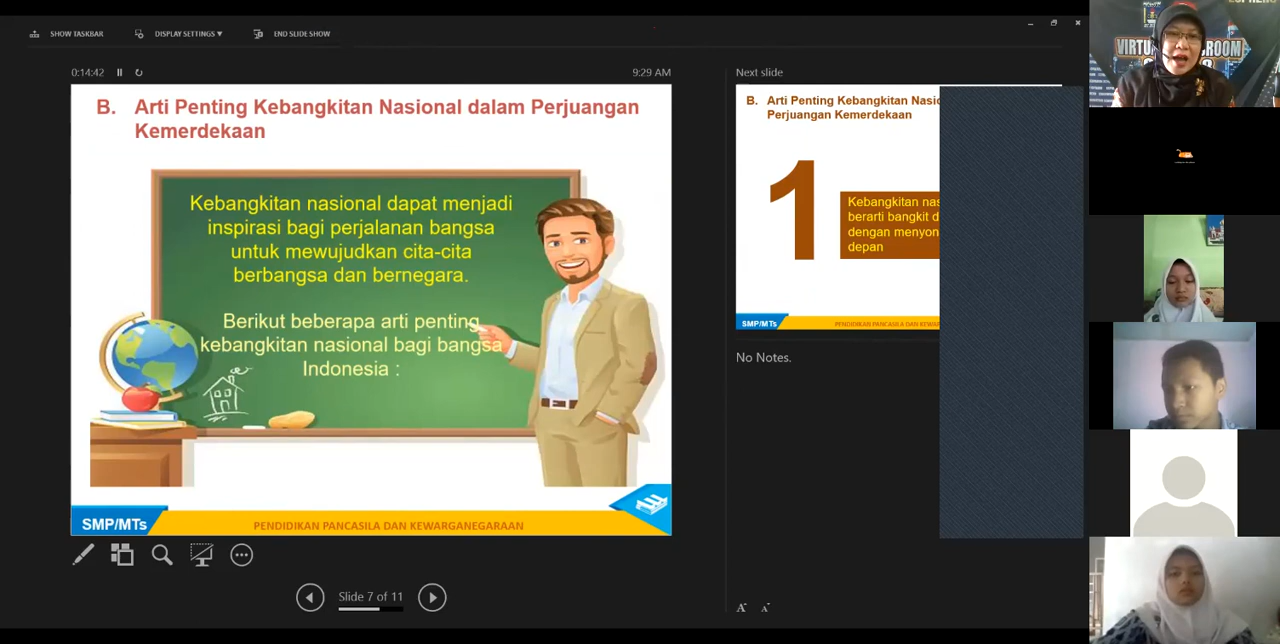 SHOW TASKBAR
DISPLAY SETTINGS ▼
END SLIDE SHOW
0:14:42
9:29 AM
B. Arti Penting Kebangkitan Nasional dalam Perjuangan
Kemerdekaan
Kebangkitan nasional dapat menjadi
inspirasi bagi perjalanan bangsa
untuk mewujudkan cita-cita
berbangsa dan bernegara.
Berikut beberapa arti penting
kebangkitan nasional bagi bangsa
Indonesia :
SMP/MTs
PENDIDIKAN PANCASILA DAN KEWARGANEGARAAN
Slide 7 of 11
Next slide
B. Arti Penting Kebangkitan
Perjuangan Kemerdekaan
1
Kebangkitan
berarti bangkit
dengan
depan
SMP/MTs
PENDIDIKAN PANCASILA DAN
No Notes.
A A